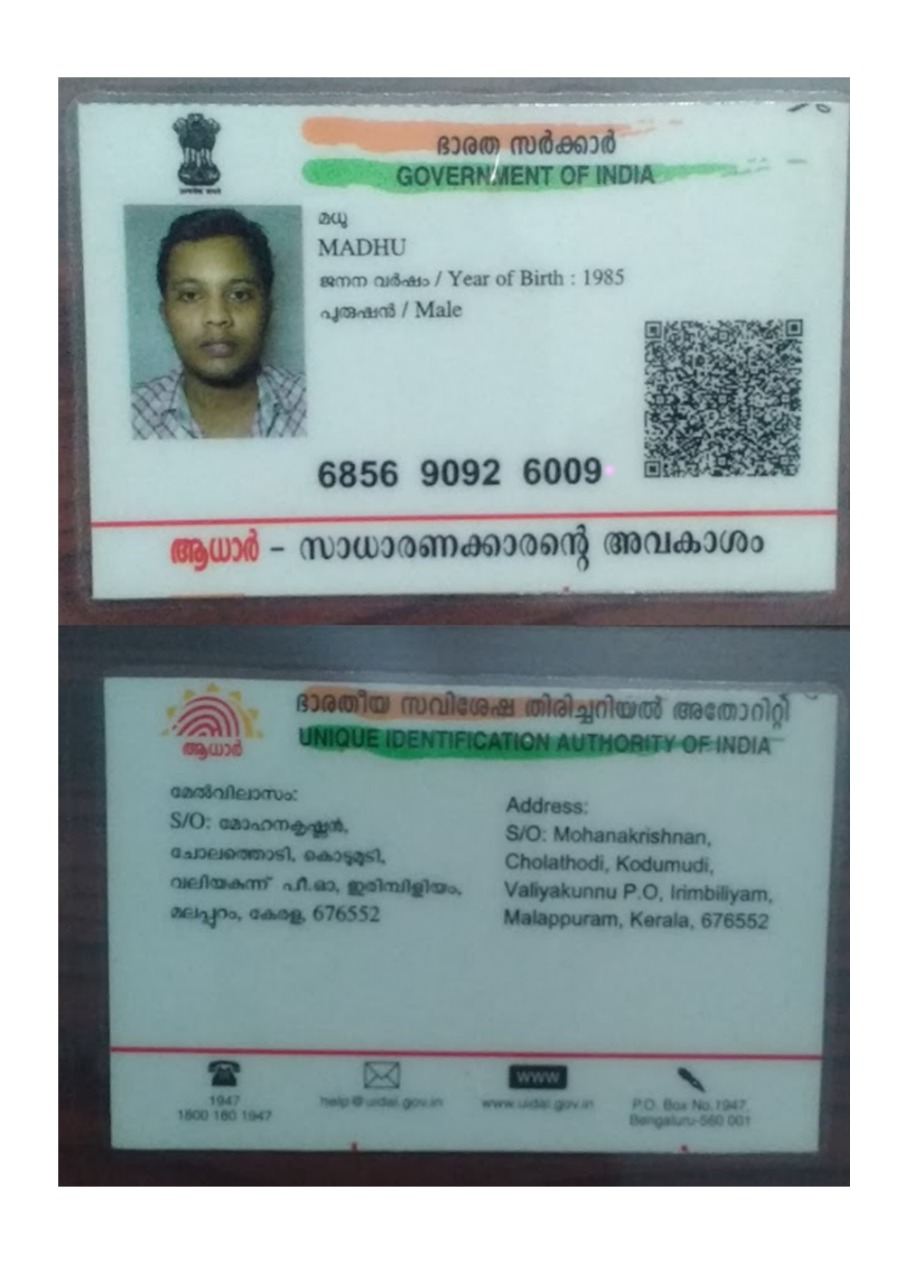 ഭാരത സർക്കാർ
GOVERNMENT OF INDIA
മധു
MADHU
ജനന വർഷം / Year of Birth : 1985
പുരുഷൻ / Male
6856 9092 6009
ആധാർ – സാധാരണക്കാരന്റെ അവകാശം
ഭാരതീയ സവിശേഷ തിരിച്ചറിയൽ അതോറിറ്റി
ആധാർ
UNIQUE IDENTIFICATION AUTHORITY OF INDIA
മേൽവിലാസം:
S/O: മോഹനകൃഷ്ണൻ,
ചോലത്തൊടി, കൊടുമുടി,
വലിയകുന്ന് പീ.ഓ, ഇരിമ്പിളിയം,
മലപ്പുറം, കേരള, 676552
Address:
S/O: Mohanakrishnan,
Cholathodi, Kodumudi,
Valiyakunnu P.O, Irimbiliyam,
Malappuram, Kerala, 676552
1947
1800 180 1947
help@uidai.gov.in
WWW
www.uidai.gov.in
P.O. Box No.1947,
Bengaluru-560 001